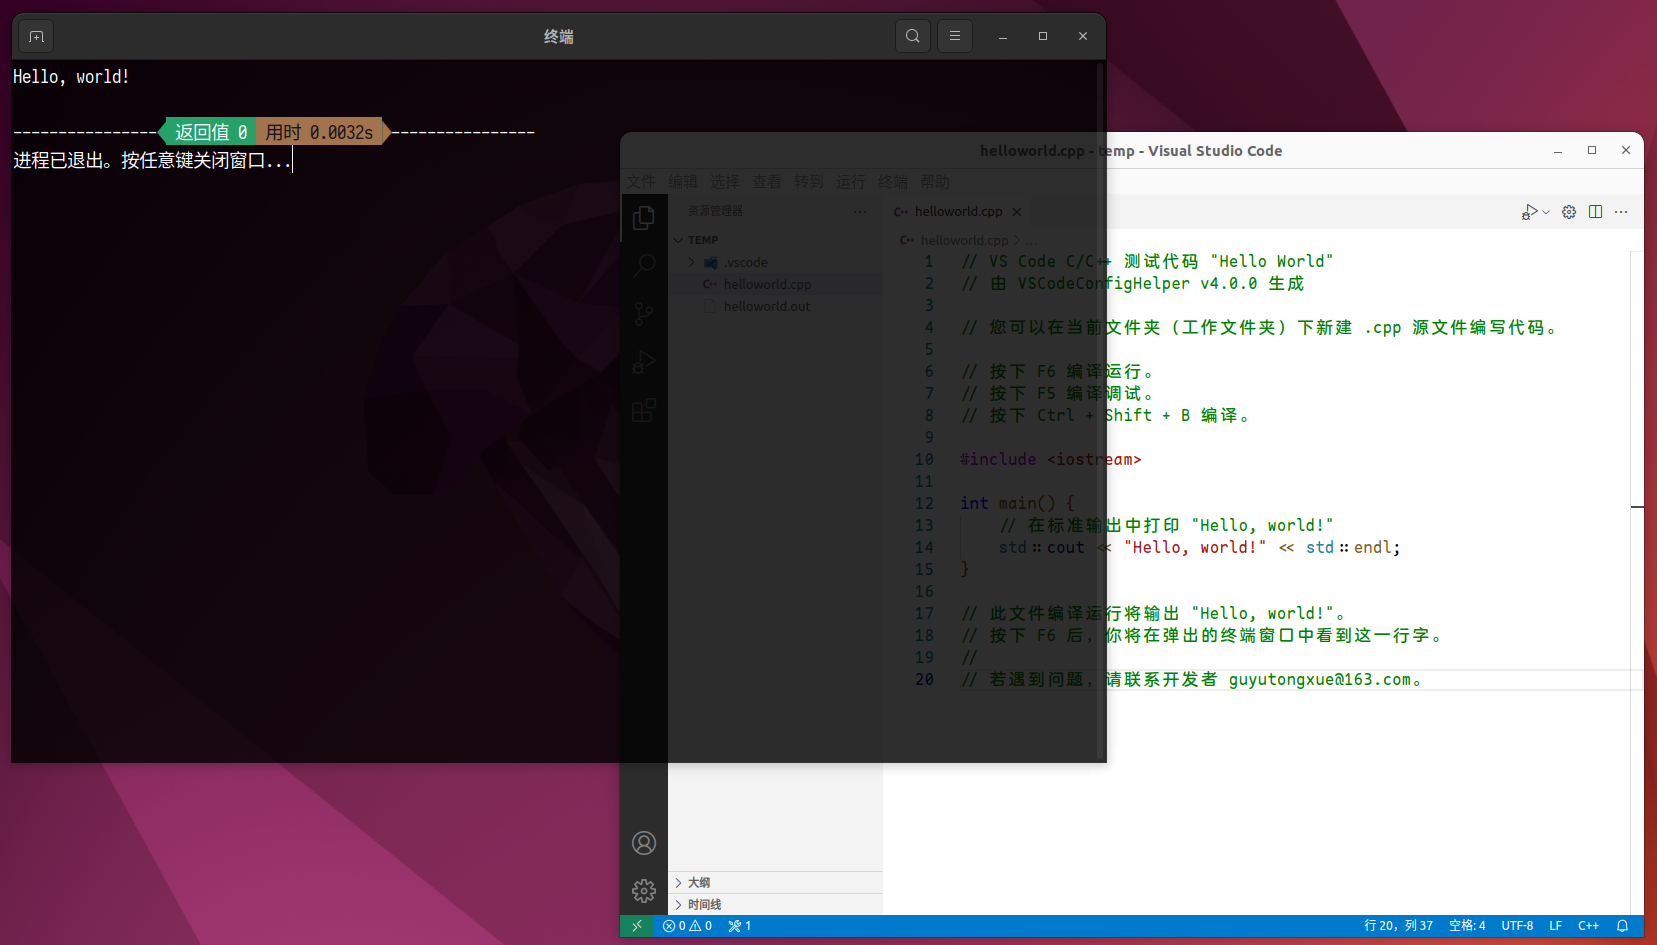 终端
Hello, world!
----------------返回值 0 用时 0.0032s----------------
进程已退出。按任意键关闭窗口...
helloworld.cpp - temp - Visual Studio Code
文件 编辑 选择 查看 转到 运行 终端 帮助
资源管理器
TEMP
.vscode
helloworld.cpp
helloworld.out
大纲
时间线
helloworld.cpp
helloworld.cpp > ...
1 // VS Code C/C++ 测试代码 "Hello World"
2 // 由 VSCodeConfigHelper v4.0.0 生成
3
4 // 您可以在当前文件夹（工作文件夹）下新建 .cpp 源文件编写代码。
5
6 // 按下 F6 编译运行。
7 // 按下 F5 编译调试。
8 // 按下 Ctrl + Shift + B 编译。
9
10 #include <iostream>
11
12 int main() {
13 // 在标准输出中打印 "Hello, world!"
14 std::cout << "Hello, world!" << std::endl;
15 }
16
17 // 此文件编译运行将输出 "Hello, world!"。
18 // 按下 F6 后，你将在弹出的终端窗口中看到这一行字。
19 //
20 // 若遇到问题，请联系开发者 guyutongxue@163.com。
0 0 1 行 20，列 37 空格: 4 UTF-8 LF C++